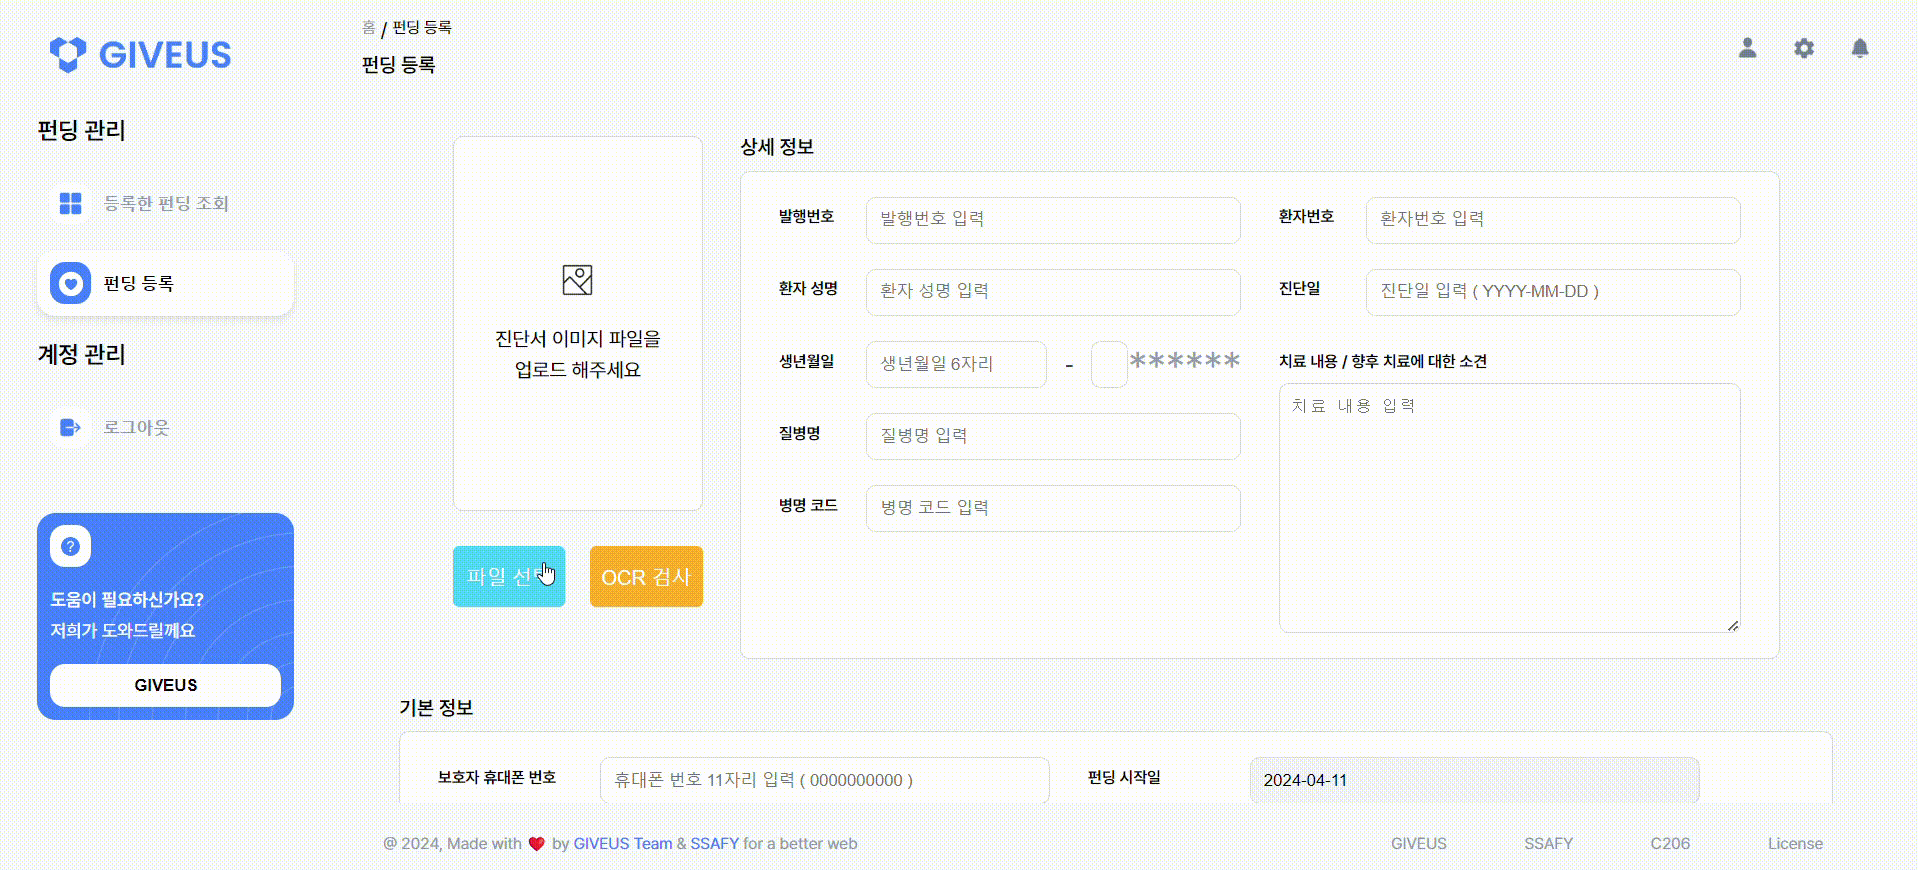 GIVEUS
홈 / 펀딩 등록
펀딩 등록
펀딩 관리
등록한 펀딩 조회
펀딩 등록
계정 관리
로그아웃
?
도움이 필요하신가요?
저희가 도와드릴께요
GIVEUS
진단서 이미지 파일을
업로드 해주세요
파일 선
OCR 검사
상세 정보
발행번호 발행번호 입력
환자번호 환자번호 입력
환자 성명 환자 성명 입력
진단일 진단일 입력 ( YYYY-MM-DD )
생년월일 생년월일 6자리 - ******
치료 내용 / 향후 치료에 대한 소견
치료 내용 입력
질병명 질병명 입력
병명 코드 병명 코드 입력
기본 정보
보호자 휴대폰 번호 휴대폰 번호 11자리 입력 ( 0000000000 )
펀딩 시작일 2024-04-11
@ 2024, Made with ❤️ by GIVEUS Team & SSAFY for a better web
GIVEUS SSAFY C206 License